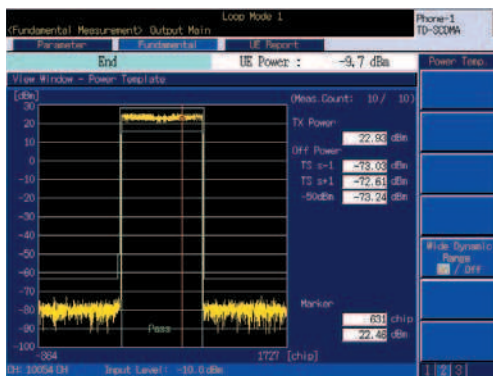 Loop Mode 1
<Fundamental Measurement> Output Main
Phone-1
TD-SCDMA
Parameter Fundamental UE Report
End UE Power : -9.7 dBm Power Temp.
View Window - Power Template
[dBm] (Meas.Count: 10/ 10)
30
20
10
0
-10
-20
-30
-40
-50
-60
-70
-80
-90
-100
TX Power
22.93 dBm
Off Power
TS s-1 -73.03 dBm
TS s+1 -72.61 dBm
-50dBm -73.24 dBm
Wide Dynamic
Range
On / Off
Marker
631 chip
22.46 dBm
Pass
-864 1727 [chip]
CH: 10054 CH Input Level: -10.0 dBm 1 2 3